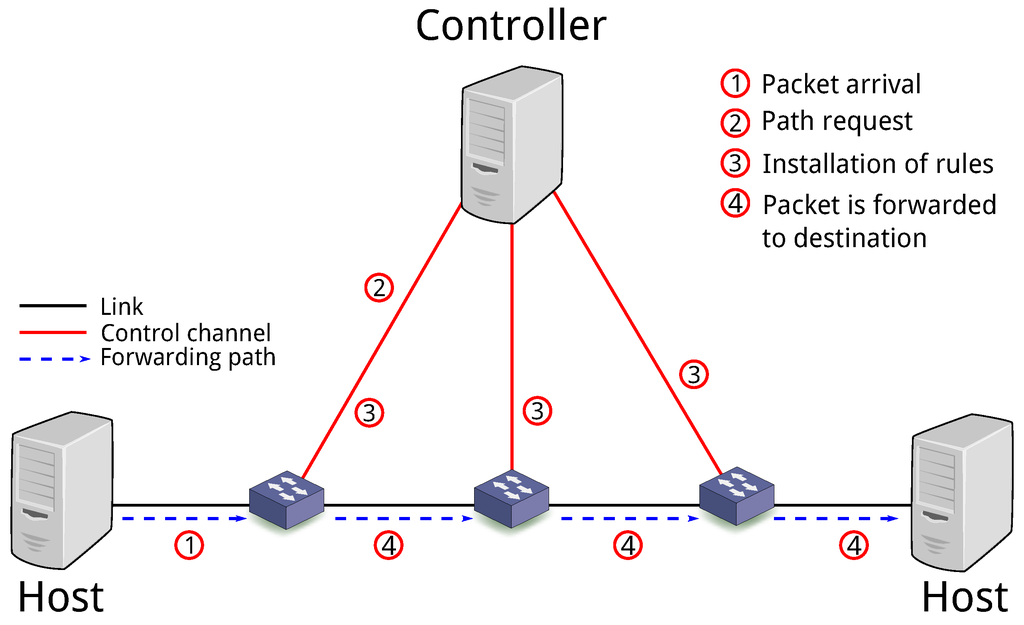 Controller
① Packet arrival
② Path request
③ Installation of rules
④ Packet is forwarded
to destination
②
Link
Control channel
Forwarding path
③
③
③
①
④
④
④
Host
Host